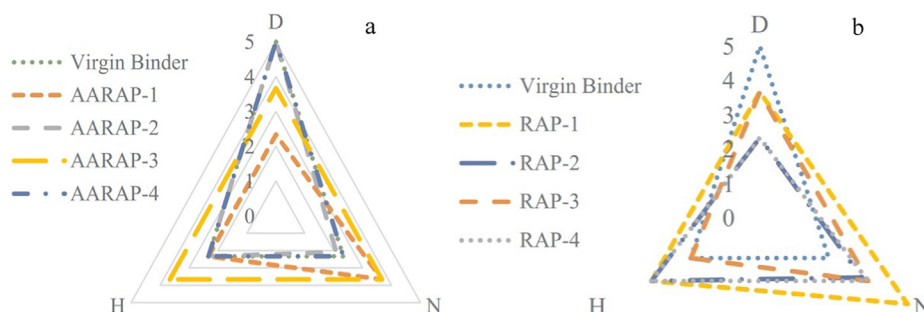 a
D
5
4
3
2
1
0
H
N
Virgin Binder
AARAP-1
AARAP-2
AARAP-3
AARAP-4
b
D
5
4
3
2
1
0
H
N
Virgin Binder
RAP-1
RAP-2
RAP-3
RAP-4